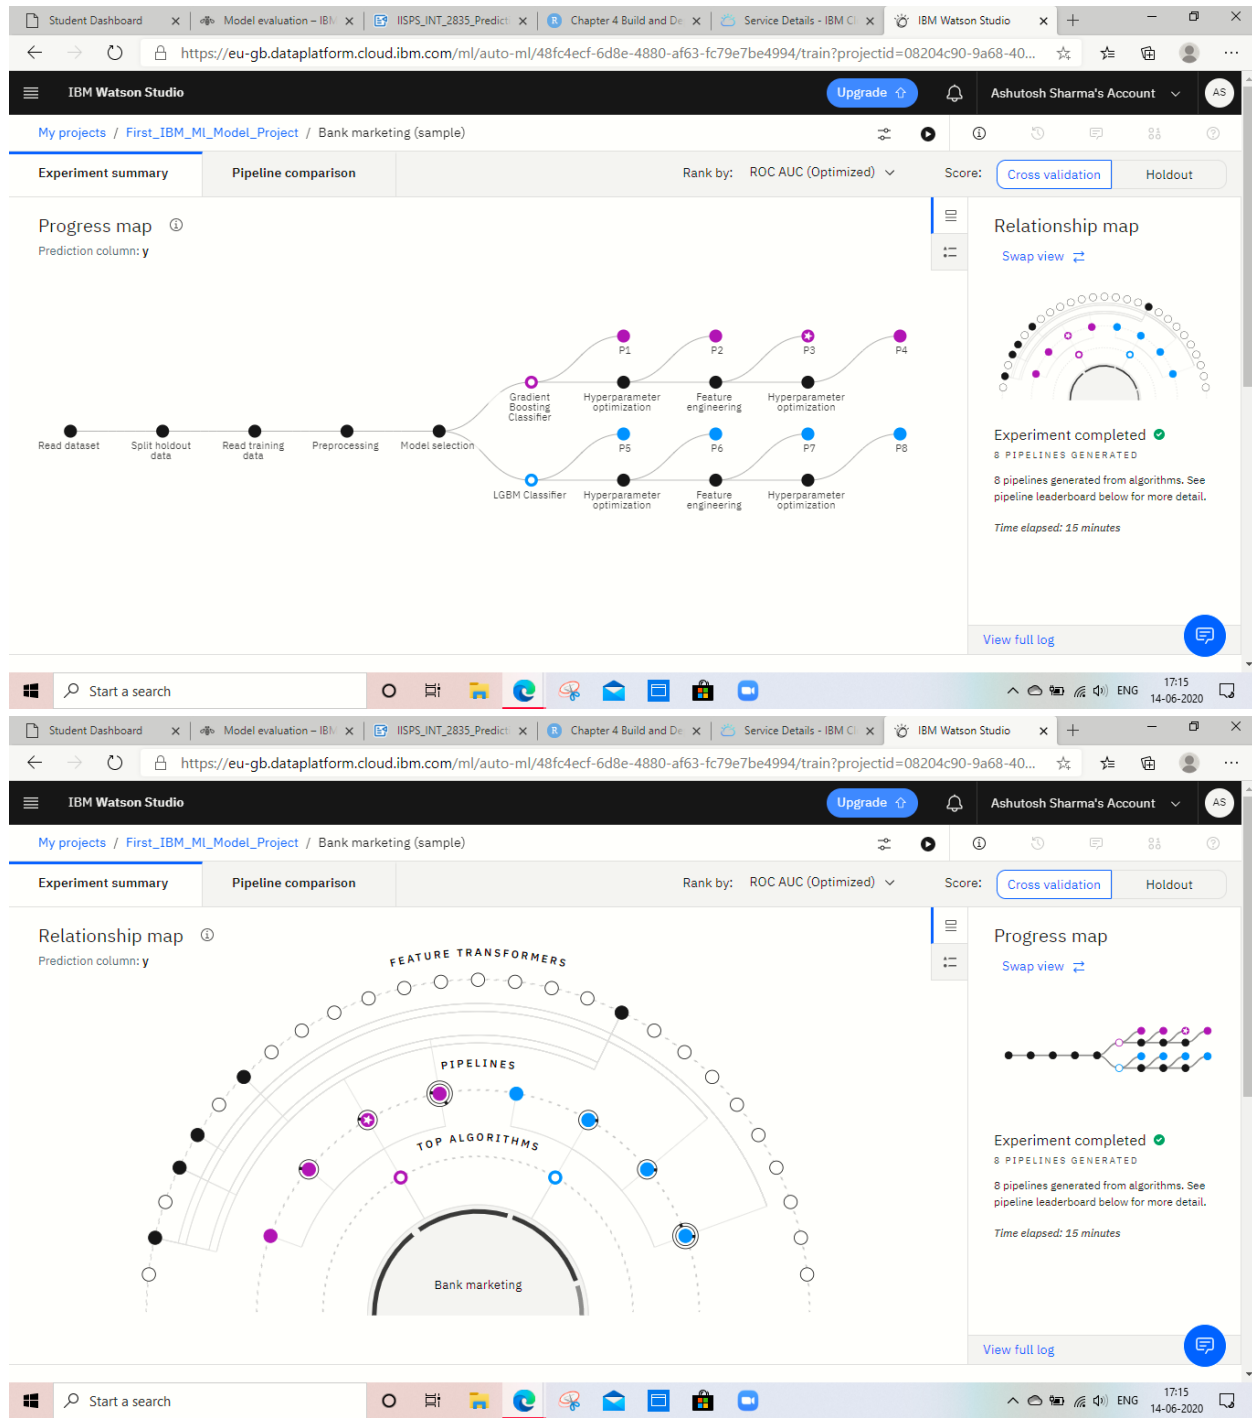 Student Dashboard
Model evaluation – IBM
IISPS_INT_2835_Predict
Chapter 4 Build and De
Service Details - IBM Cl
IBM Watson Studio
https://eu-gb.dataplatform.cloud.ibm.com/ml/auto-ml/48fc4ecf-6d8e-4880-af63-fc79e7be4994/train?projectid=08204c90-9a68-40...
IBM Watson Studio
Upgrade
Ashutosh Sharma's Account
AS
My projects / First_IBM_Ml_Model_Project / Bank marketing (sample)
Experiment summary
Pipeline comparison
Rank by: ROC AUC (Optimized)
Score: Cross validation Holdout
Progress map
Prediction column: y
Read dataset
Split holdout
data
Read training
data
Preprocessing
Model selection
Gradient
Boosting
Classifier
P1
Hyperparameter
optimization
P2
Feature
engineering
P3
Hyperparameter
optimization
P4
LGBM Classifier
P5
Hyperparameter
optimization
P6
Feature
engineering
P7
Hyperparameter
optimization
P8
Relationship map
Swap view
Experiment completed
8 PIPELINES GENERATED
8 pipelines generated from algorithms. See
pipeline leaderboard below for more detail.
Time elapsed: 15 minutes
View full log
Start a search
ENG
17:15
14-06-2020
Student Dashboard
Model evaluation – IBM
IISPS_INT_2835_Predict
Chapter 4 Build and De
Service Details - IBM Cl
IBM Watson Studio
https://eu-gb.dataplatform.cloud.ibm.com/ml/auto-ml/48fc4ecf-6d8e-4880-af63-fc79e7be4994/train?projectid=08204c90-9a68-40...
IBM Watson Studio
Upgrade
Ashutosh Sharma's Account
AS
My projects / First_IBM_Ml_Model_Project / Bank marketing (sample)
Experiment summary
Pipeline comparison
Rank by: ROC AUC (Optimized)
Score: Cross validation Holdout
Relationship map
Prediction column: y
FEATURE TRANSFORMERS
PIPELINES
TOP ALGORITHMS
Bank marketing
Progress map
Swap view
Experiment completed
8 PIPELINES GENERATED
8 pipelines generated from algorithms. See
pipeline leaderboard below for more detail.
Time elapsed: 15 minutes
View full log
Start a search
ENG
17:15
14-06-2020